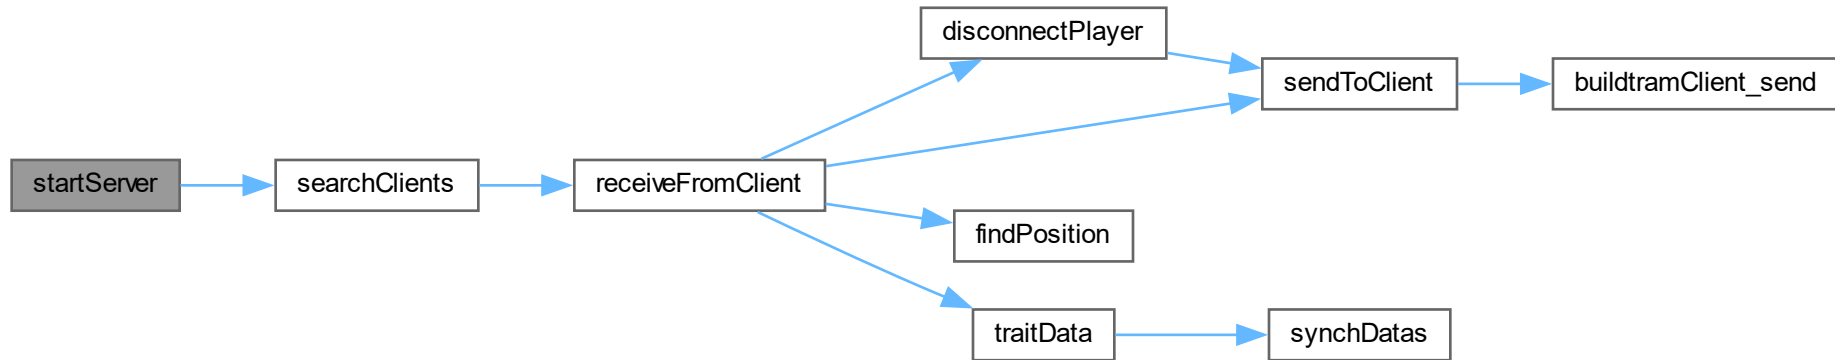 disconnectPlayer
sendToClient
buildtramClient_send
startServer
searchClients
receiveFromClient
findPosition
traitData
synchDatas